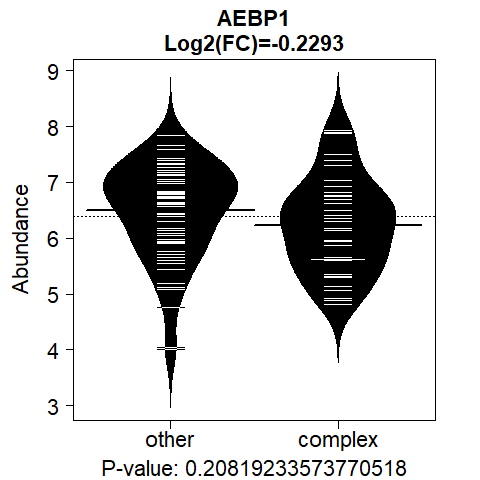 AEBP1
Log2(FC)=-0.2293
Abundance
9
8
7
6
5
4
3
other complex
P-value: 0.20819233573770518